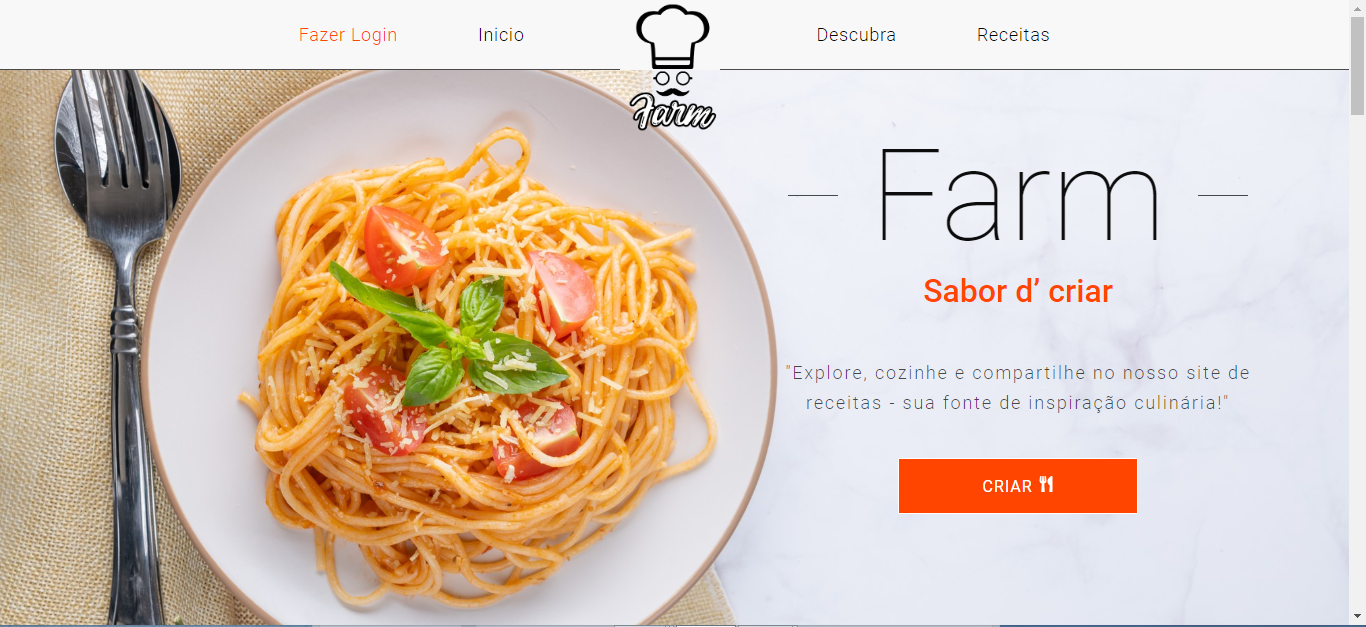 Fazer Login
Inicio
Farm
Descubra
Receitas
Farm
Sabor d’ criar
"Explore, cozinhe e compartilhe no nosso site de
receitas - sua fonte de inspiração culinária!"
CRIAR